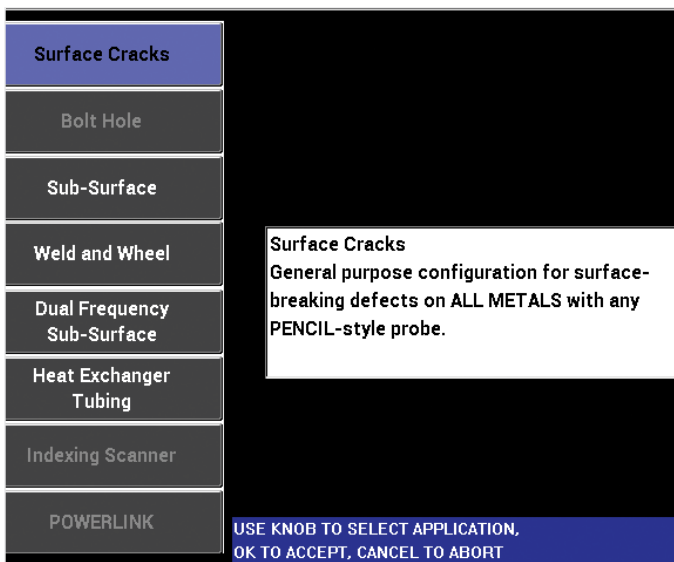 Surface Cracks
Bolt Hole
Sub-Surface
Weld and Wheel
Dual Frequency
Sub-Surface
Heat Exchanger
Tubing
Indexing Scanner
POWERLINK
Surface Cracks
General purpose configuration for surface-
breaking defects on ALL METALS with any
PENCIL-style probe.
USE KNOB TO SELECT APPLICATION,
OK TO ACCEPT, CANCEL TO ABORT